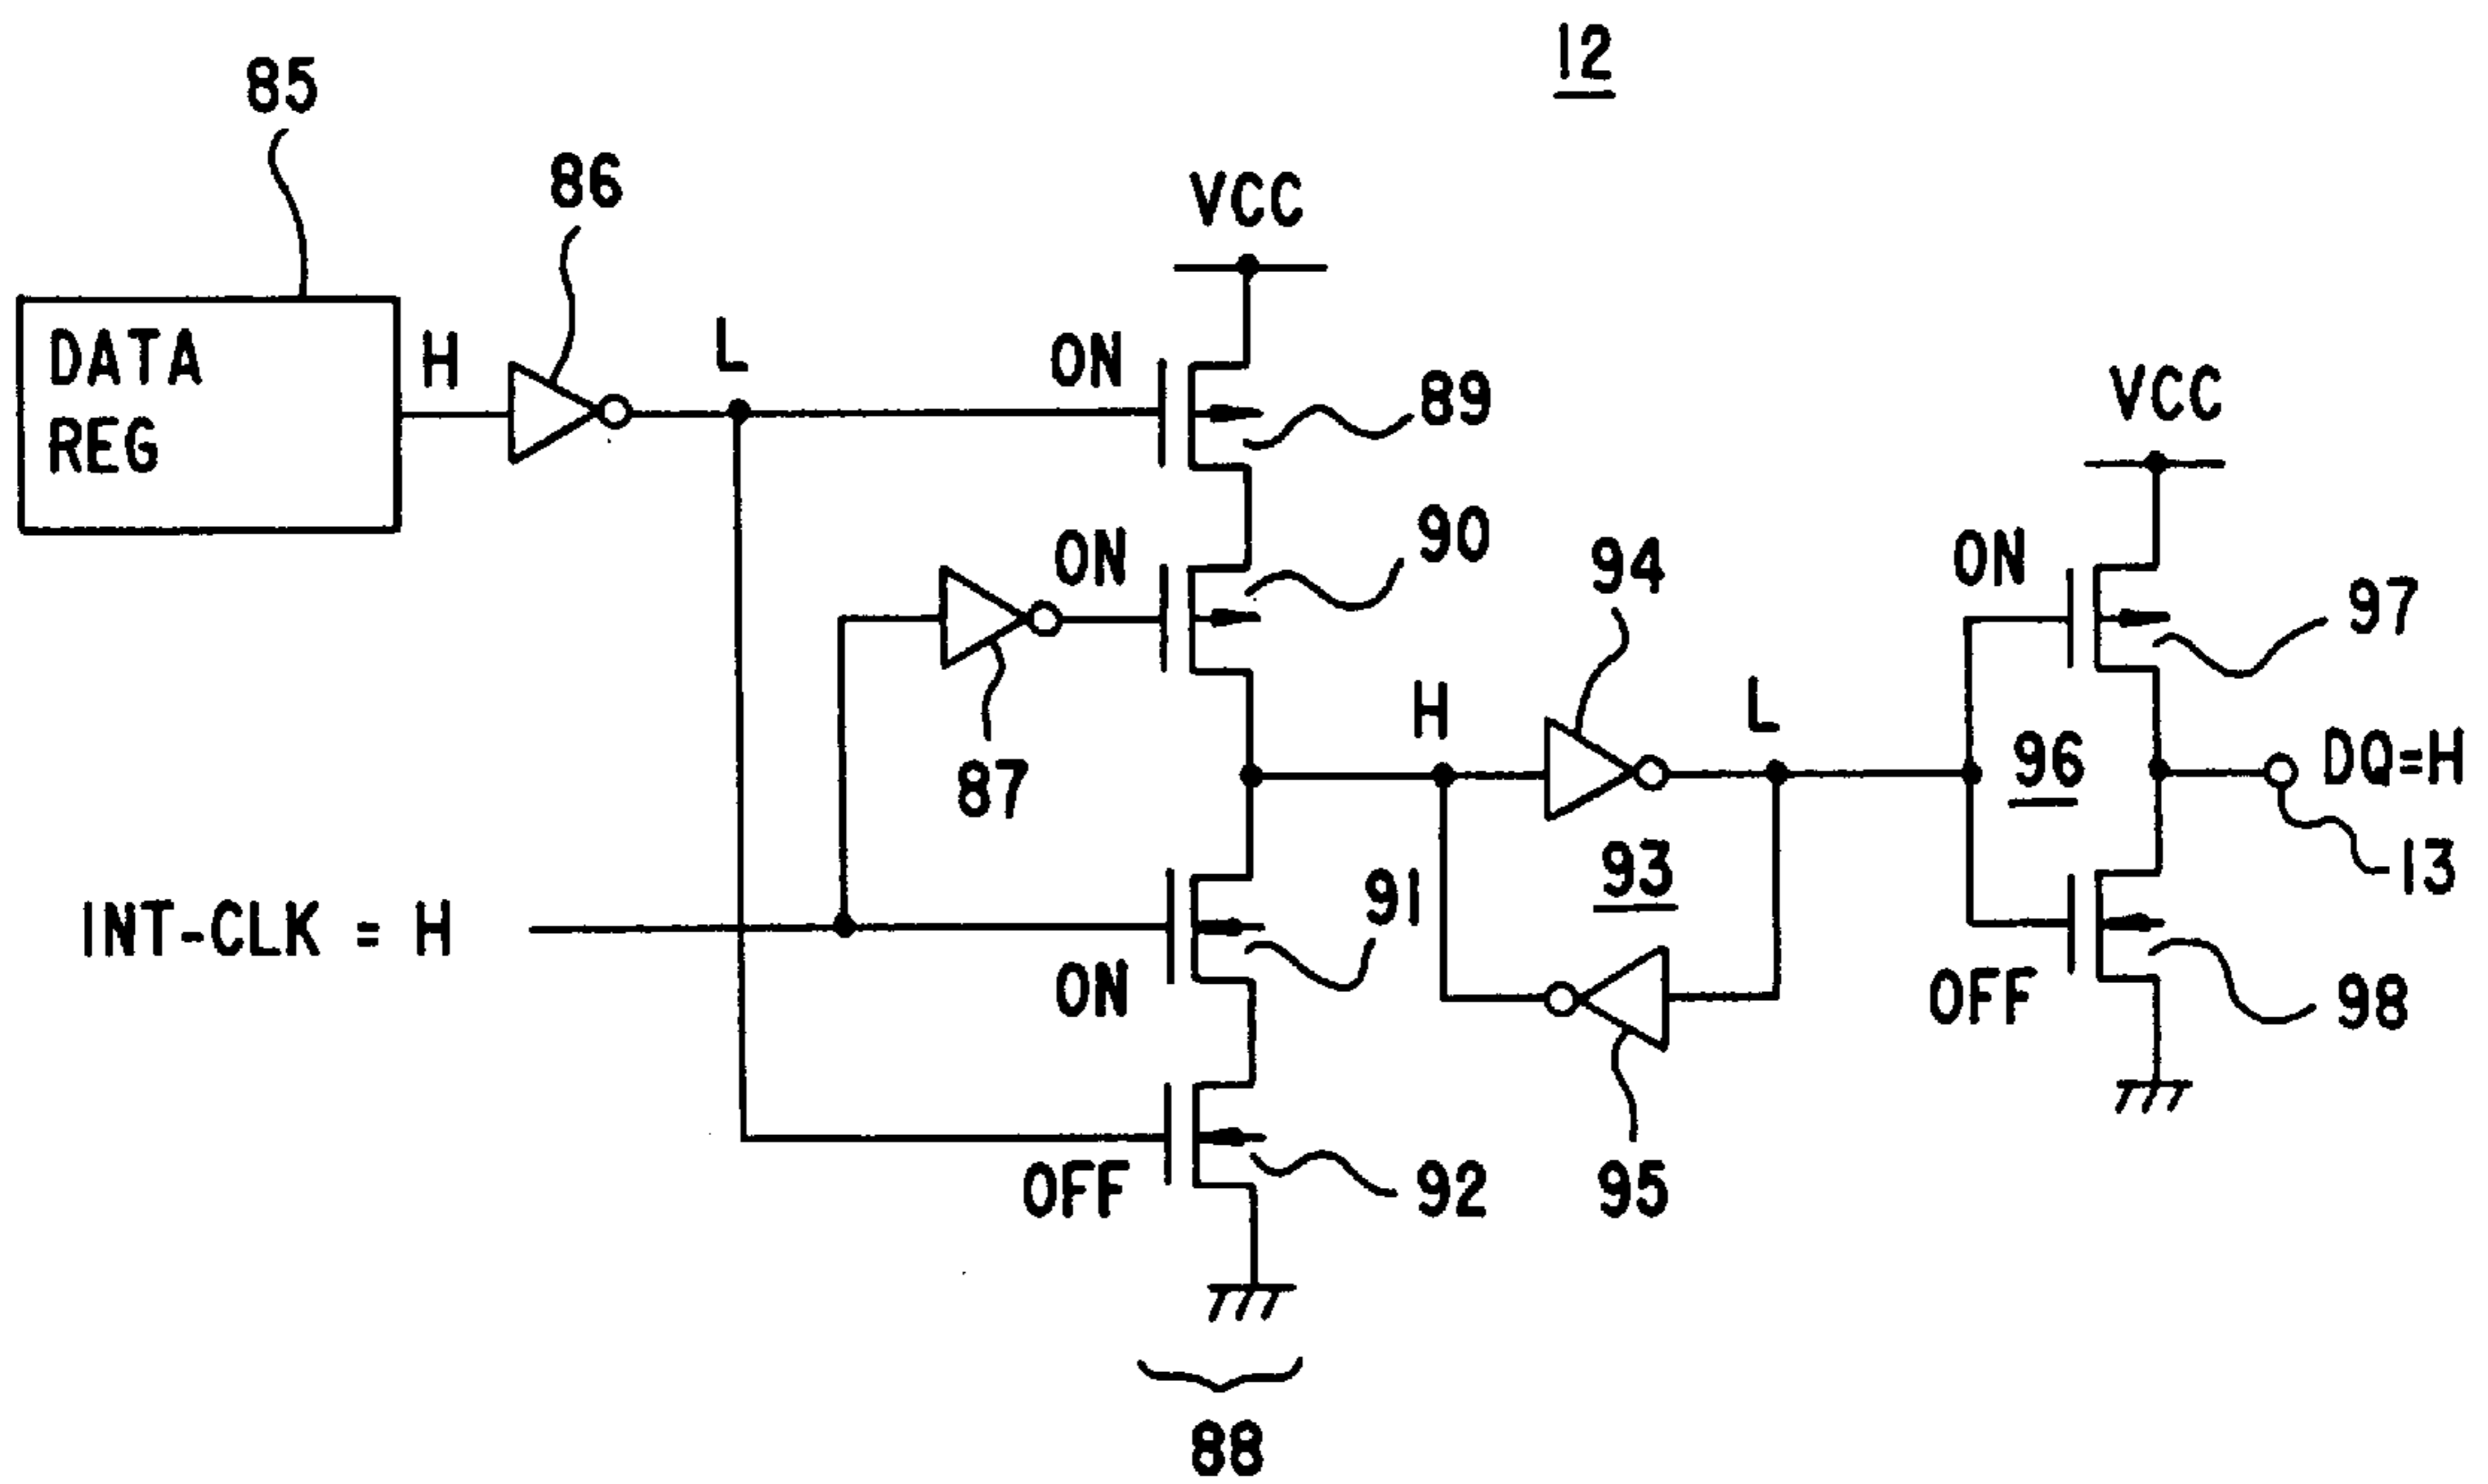 12
85
86
VCC
DATA
REG
H
L
ON
89
VCC
90
ON
94
ON
97
87
H
L
96
DQ=H
13
INT-CLK = H
91
93
ON
OFF
98
OFF
92
95
88